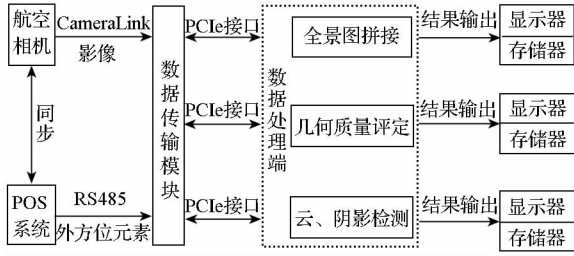 航空
相机
CameraLink
影像
同步
POS
系统
RS485
外方位元素
数据传输模块
PCIe接口
PCIe接口
PCIe接口
数据处理端
全景图拼接
几何质量评定
云、阴影检测
结果输出
显示器
存储器
结果输出
显示器
存储器
结果输出
显示器
存储器